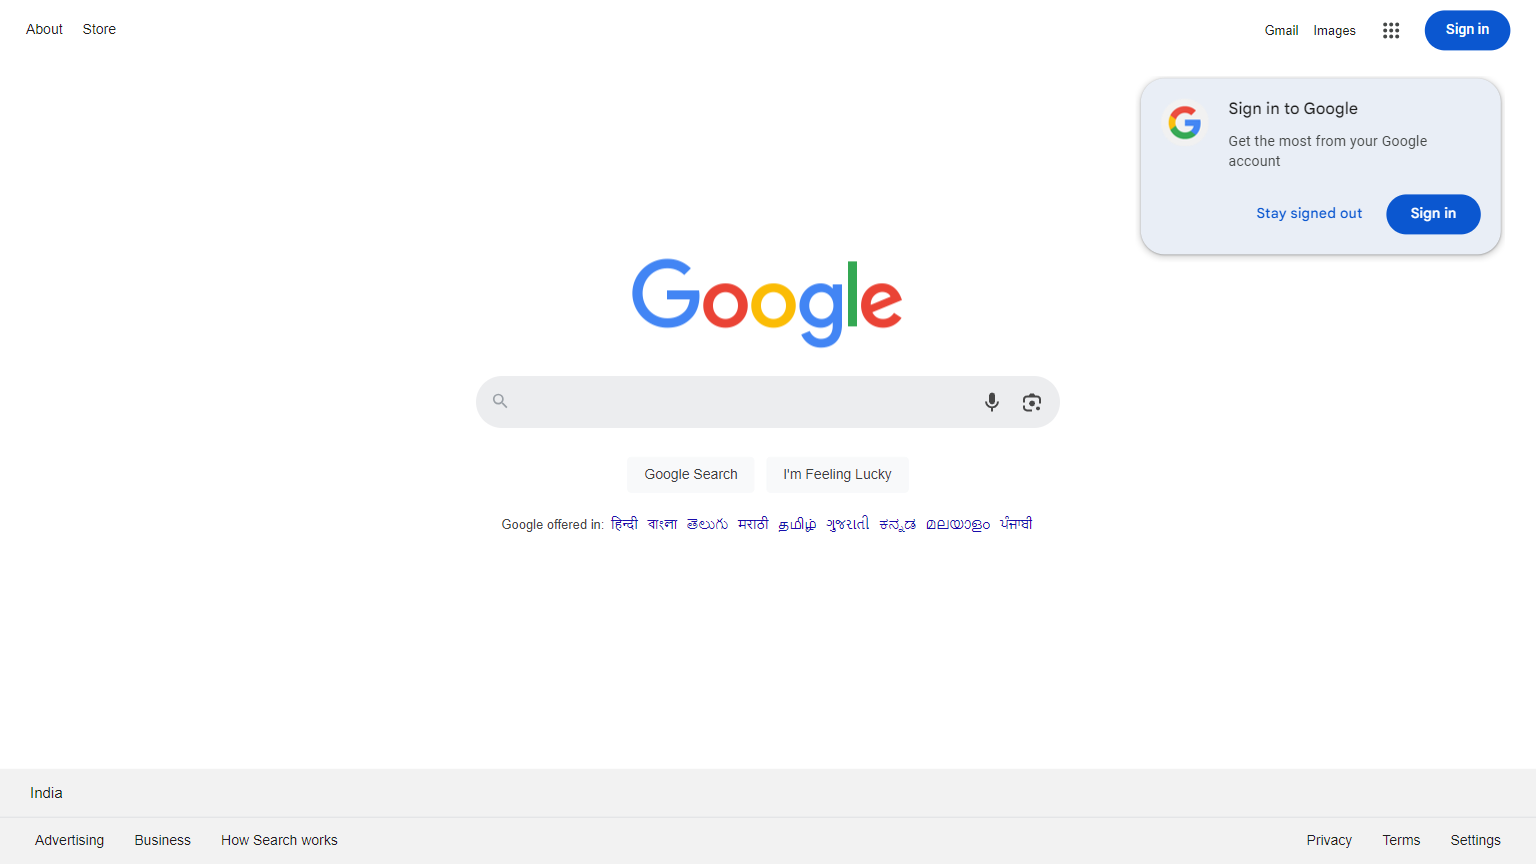 About Store
Gmail Images Sign in
Sign in to Google
Get the most from your Google
account
Stay signed out Sign in
Google
Google Search I'm Feeling Lucky
Google offered in: हिन्दी বাংলা తెలుగు मराठी தமிழ் ગુજરાતી ಕನ್ನಡ മലയാളം ਪੰਜਾਬੀ
India
Advertising Business How Search works
Privacy Terms Settings